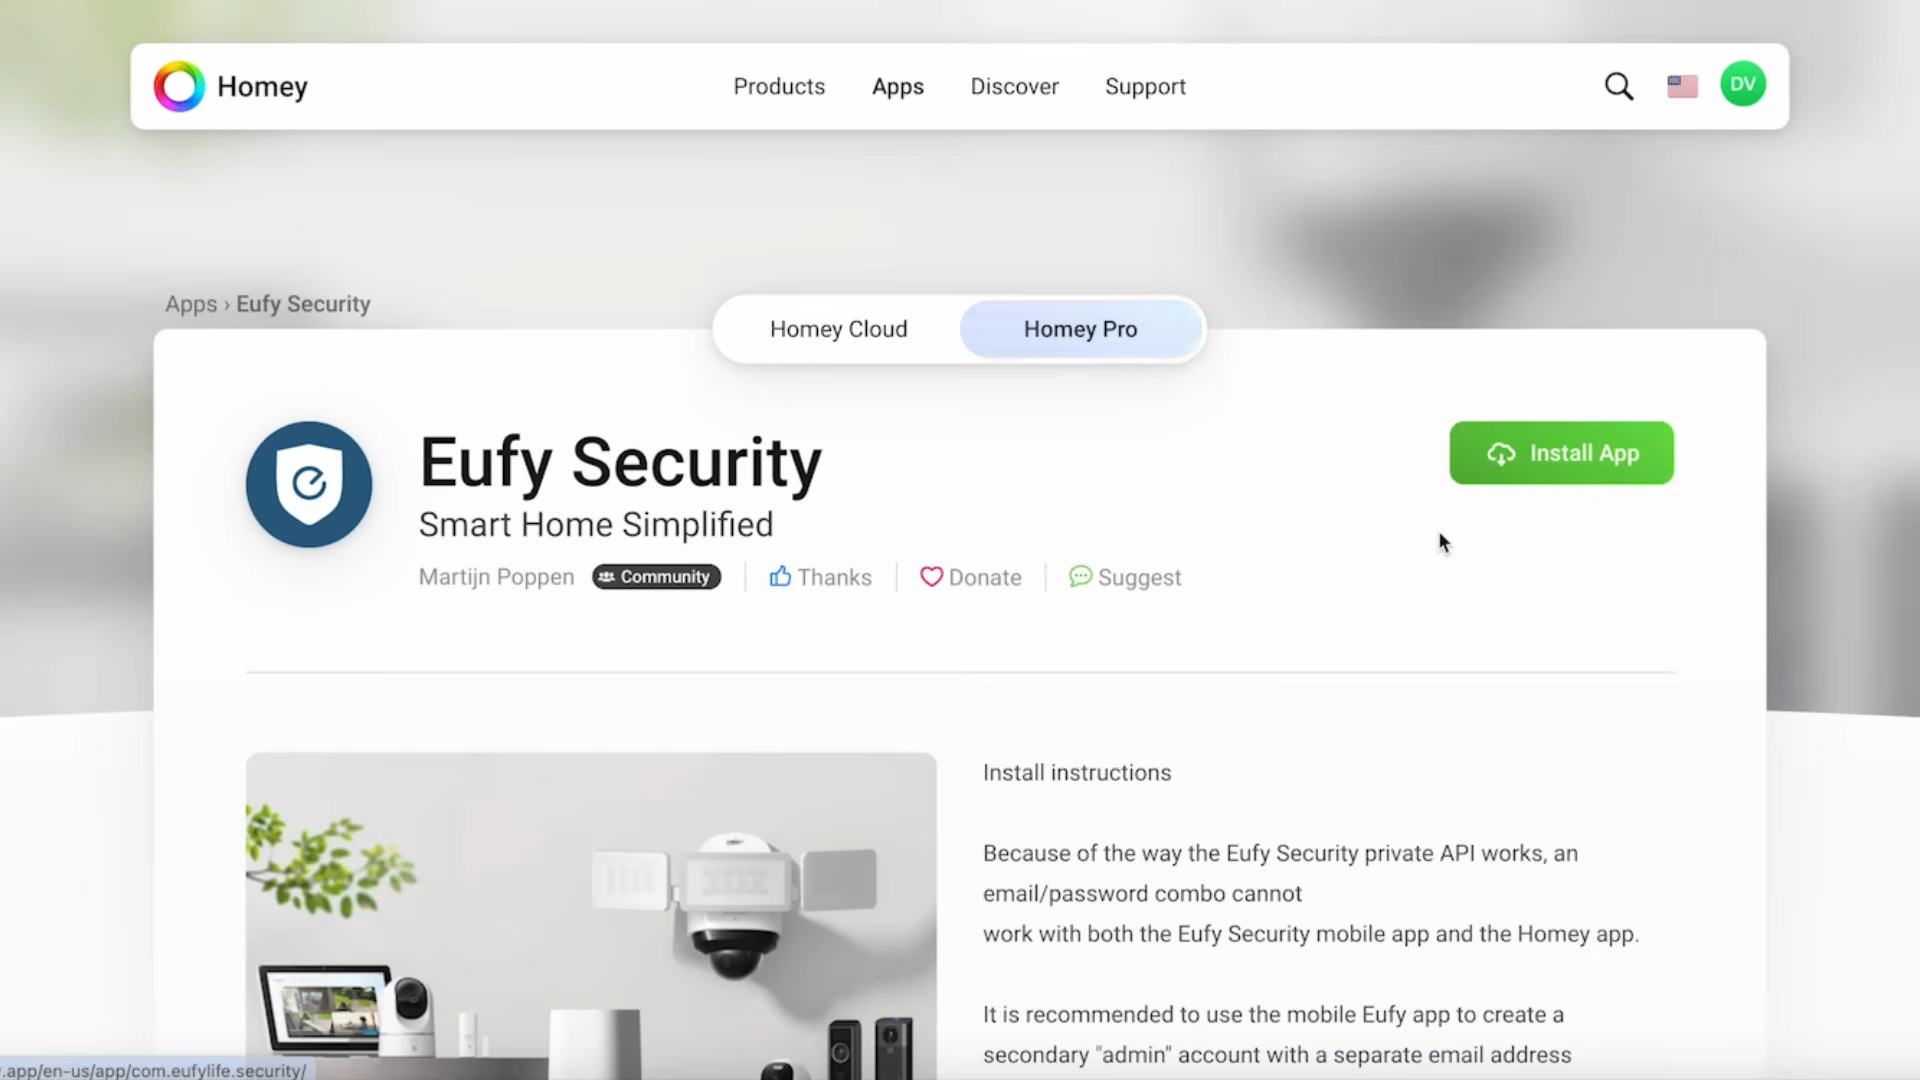 Homey
Products Apps Discover Support
DV
Apps › Eufy Security
Homey Cloud Homey Pro
Eufy Security
Install App
Smart Home Simplified
Martijn Poppen Community Thanks Donate Suggest
Install instructions
Because of the way the Eufy Security private API works, an
email/password combo cannot
work with both the Eufy Security mobile app and the Homey app.
It is recommended to use the mobile Eufy app to create a
secondary "admin" account with a separate email address
.app/en-us/app/com.eufylife.security/